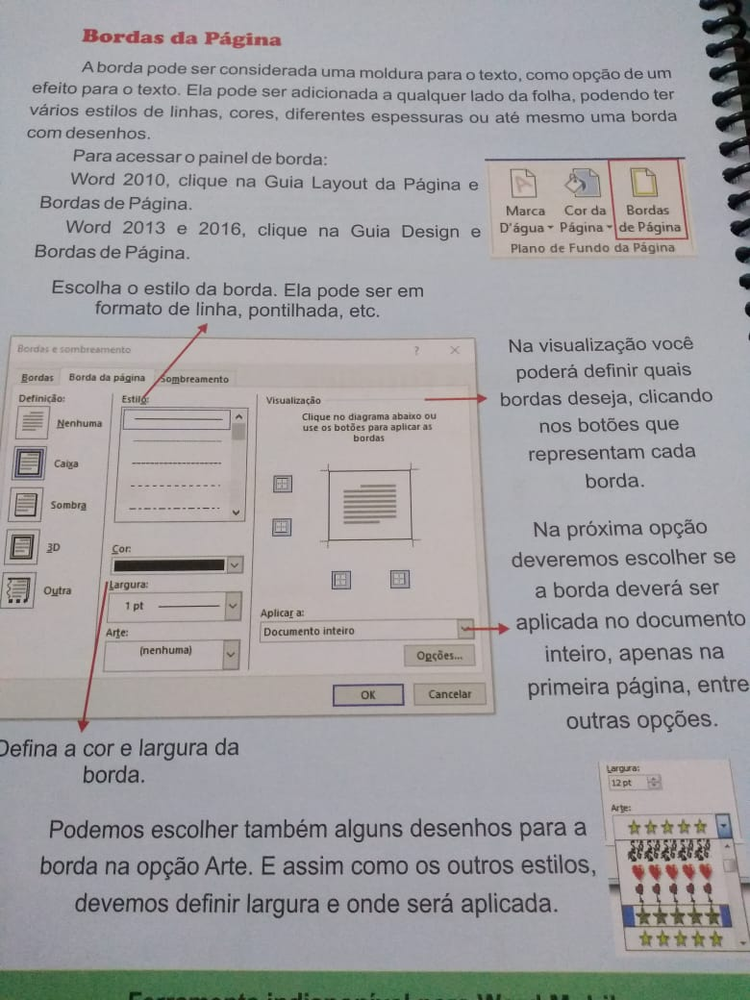 Bordas da Página
A borda pode ser considerada uma moldura para o texto, como opção de um
efeito para o texto. Ela pode ser adicionada a qualquer lado da folha, podendo ter
vários estilos de linhas, cores, diferentes espessuras ou até mesmo uma borda
com desenhos.
Para acessar o painel de borda:
Word 2010, clique na Guia Layout da Página e
Bordas de Página.
Word 2013 e 2016, clique na Guia Design e
Bordas de Página.
Marca Cor da Bordas
D'água Página de Página
Plano de Fundo da Página
Escolha o estilo da borda. Ela pode ser em
formato de linha, pontilhada, etc.
Bordas e sombreamento ?
Bordas Borda da página Sombreamento
Definição:
Nenhuma
Caixa
Sombra
3D
Outra
Estilo:
Cor:
Largura:
1 pt
Arte:
(nenhuma)
Visualização
Clique no diagrama abaixo ou
use os botões para aplicar as
bordas
Aplicar a:
Documento inteiro
Opções...
OK Cancelar
Na visualização você
poderá definir quais
bordas deseja, clicando
nos botões que
representam cada
borda.
Na próxima opção
deveremos escolher se
a borda deverá ser
aplicada no documento
inteiro, apenas na
primeira página, entre
outras opções.
Defina a cor e largura da
borda.
Podemos escolher também alguns desenhos para a
borda na opção Arte. E assim como os outros estilos,
devemos definir largura e onde será aplicada.
Largura:
12 pt
Arte: